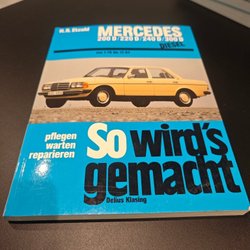 H.R. Etzold
MERCEDES
200 D/220 D/240 D/300 D
DIESEL
pflegen
warten
reparieren
So
wird's
gemacht
Delius Klasing